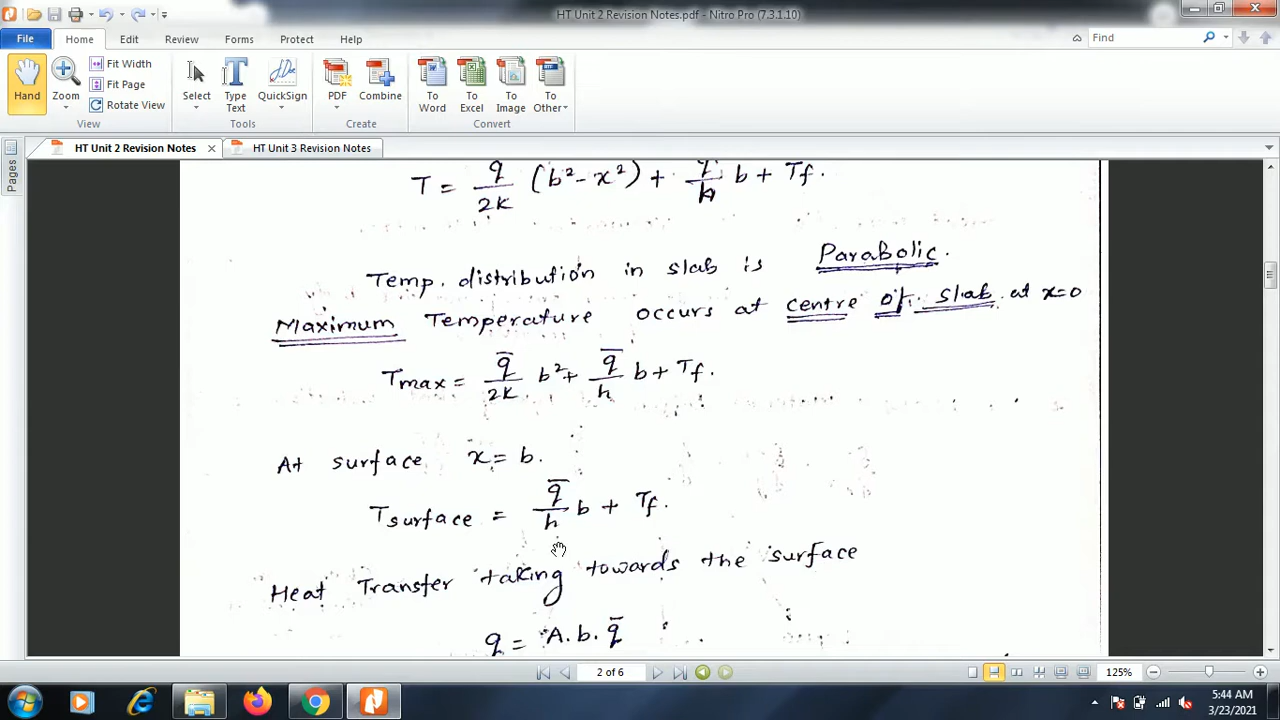 HT Unit 2 Revision Notes.pdf - Nitro Pro (7.3.1.10)
File Home Edit Review Forms Protect Help Find
Hand Zoom Fit Width Fit Page Rotate View Select Type Text QuickSign PDF Combine To Word To Excel To Image To Other
View Tools Create Convert
HT Unit 2 Revision Notes HT Unit 3 Revision Notes
Pages
T = q/2K (b² - x²) + q/h b + Tf.
Temp. distribution in slab is Parabolic.
Maximum Temperature occurs at centre of slab at x=0
Tmax = q̅/2K b² + q̅/h b + Tf.
At surface x = b.
Tsurface = q̅/h b + Tf.
Heat Transfer taking towards the surface
q = A.b.q̅
2 of 6 125%
5:44 AM
3/23/2021